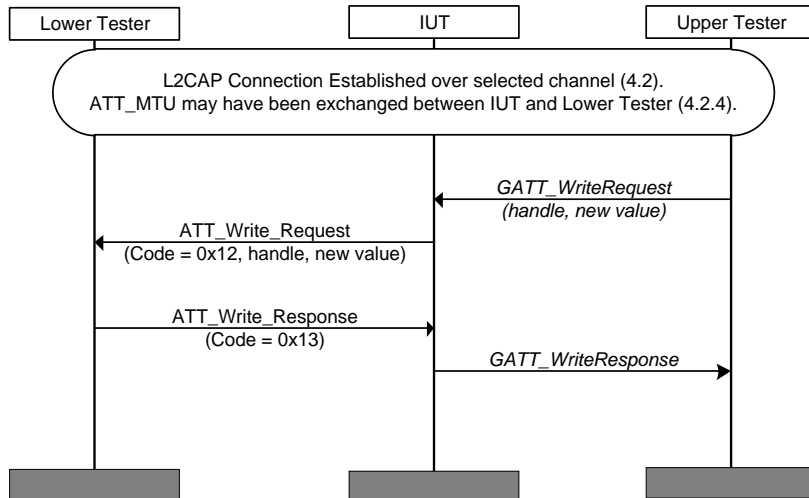 Lower Tester
IUT
Upper Tester
L2CAP Connection Established over selected channel (4.2).
ATT_MTU may have been exchanged between IUT and Lower Tester (4.2.4).
GATT_WriteRequest
(handle, new value)
ATT_Write_Request
(Code = 0x12, handle, new value)
ATT_Write_Response
(Code = 0x13)
GATT_WriteResponse